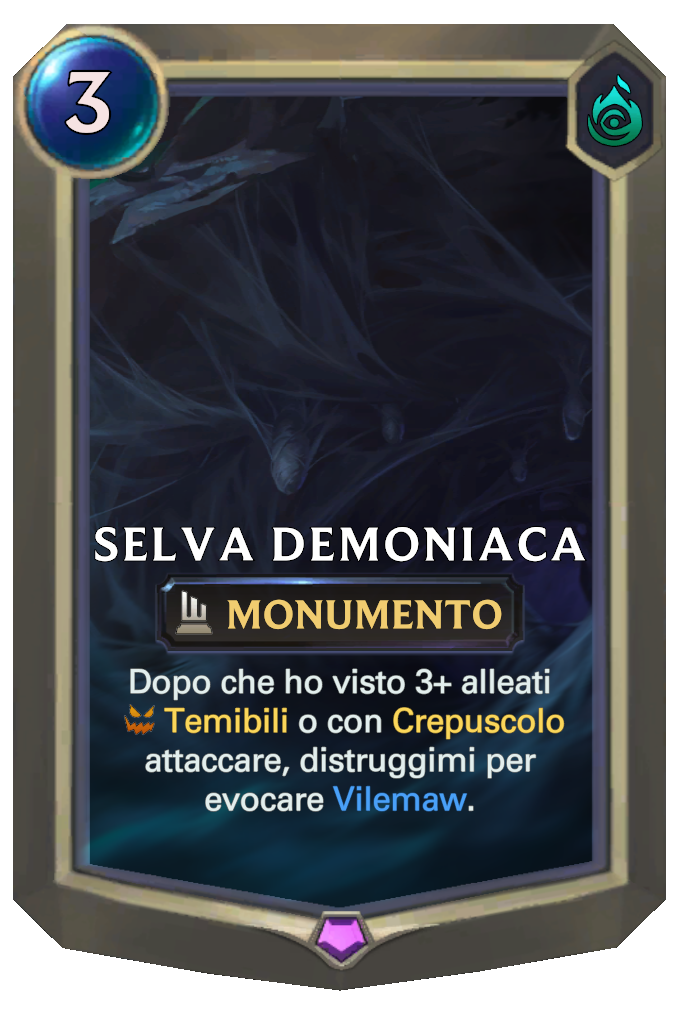 3
SELVA DEMONIACA
MONUMENTO
Dopo che ho visto 3+ alleati
Temibili o con Crepuscolo
attaccare, distruggimi per
evocare Vilemaw.